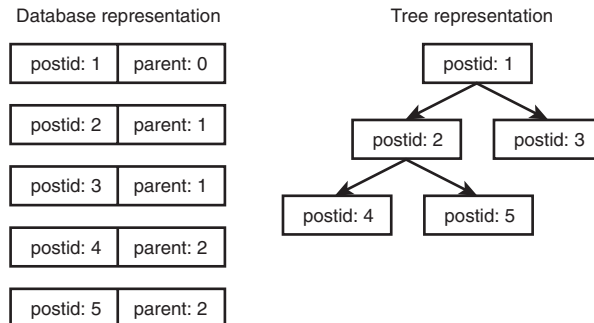 Database representation
postid: 1 parent: 0
postid: 2 parent: 1
postid: 3 parent: 1
postid: 4 parent: 2
postid: 5 parent: 2
Tree representation
postid: 1
postid: 2 postid: 3
postid: 4 postid: 5